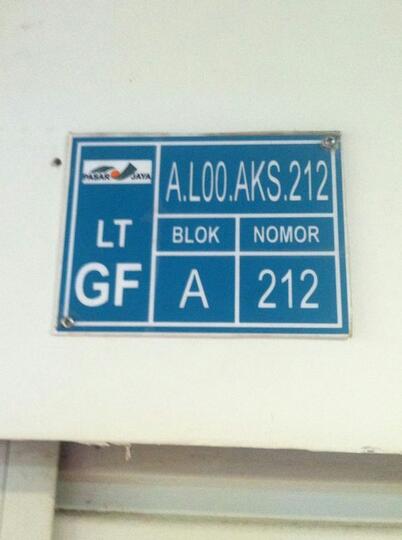 PASAR JAYA
A.L00.AKS.212
LT
GF
BLOK
NOMOR
A
212